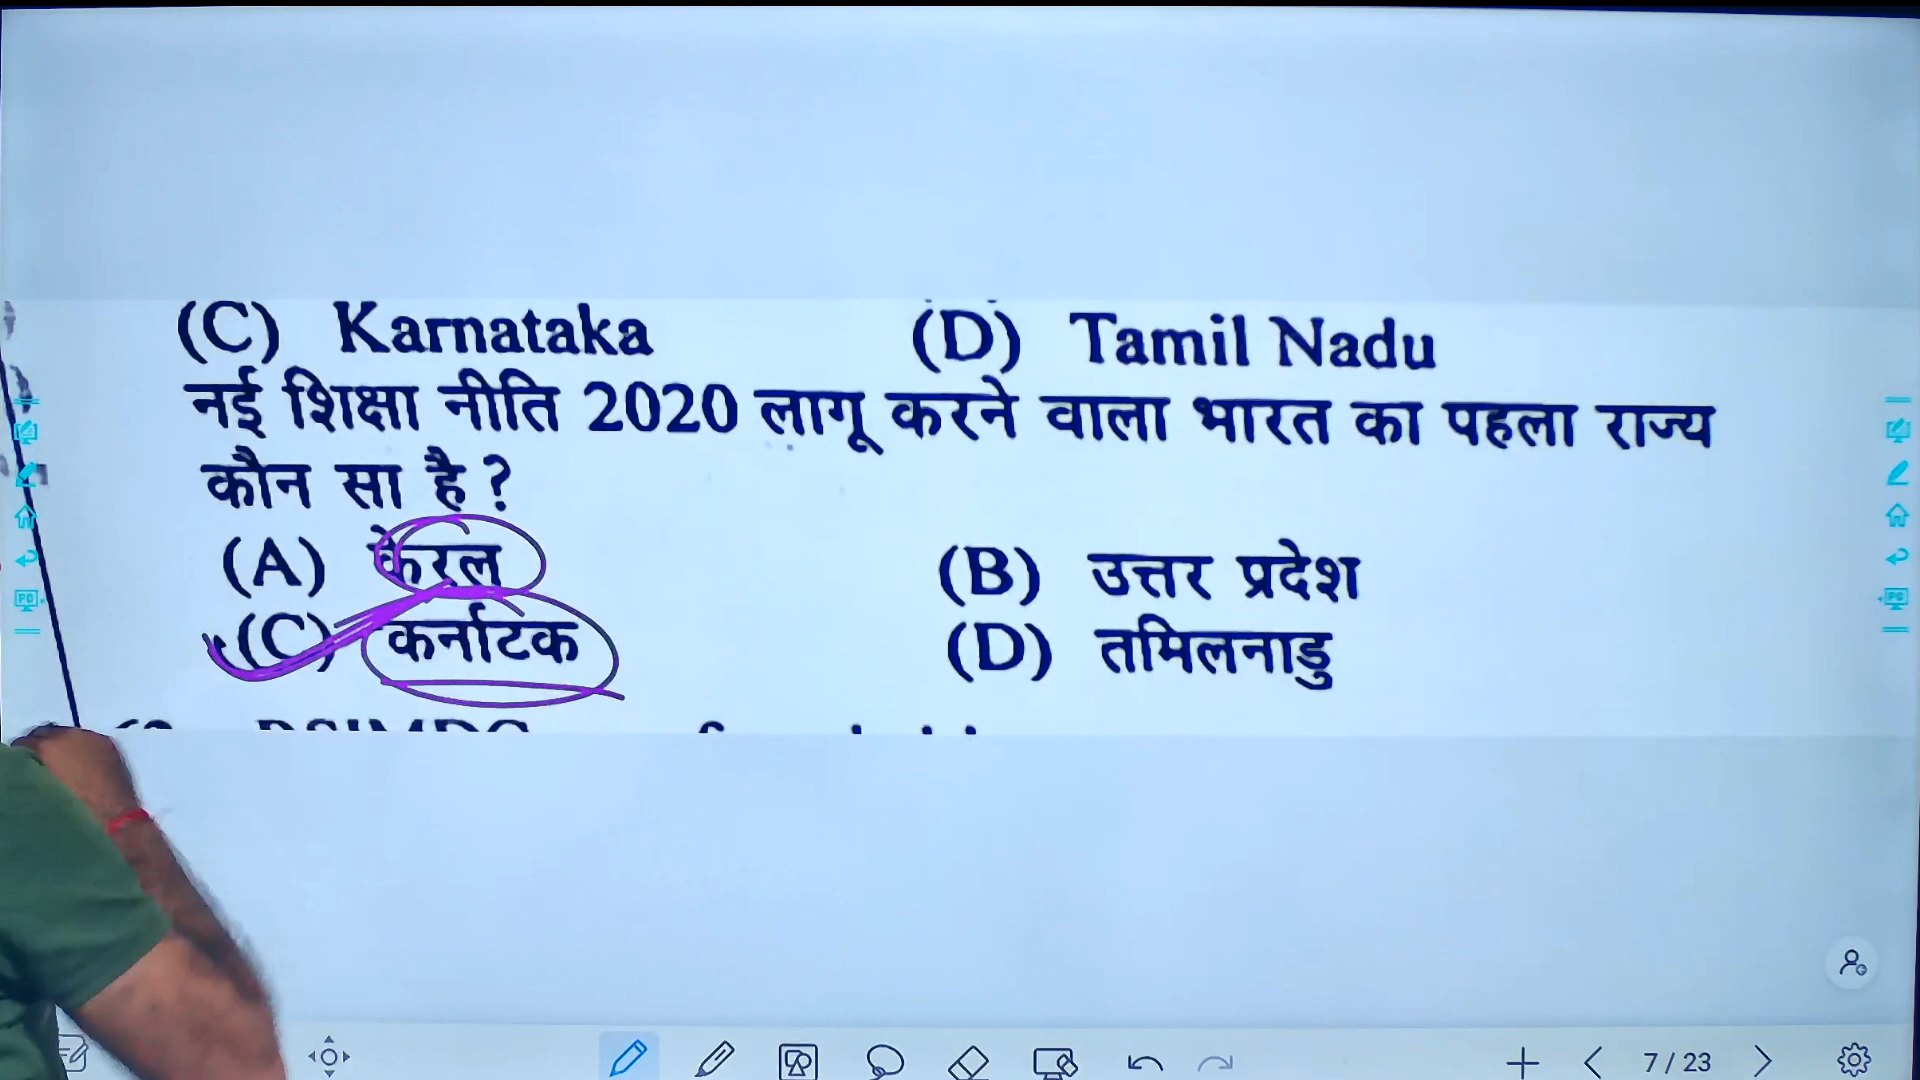 (C) Karnataka (D) Tamil Nadu
नई शिक्षा नीति 2020 लागू करने वाला भारत का पहला राज्य
कौन सा है ?
(A) केरल (B) उत्तर प्रदेश
(C) कर्नाटक (D) तमिलनाडु
7 / 23